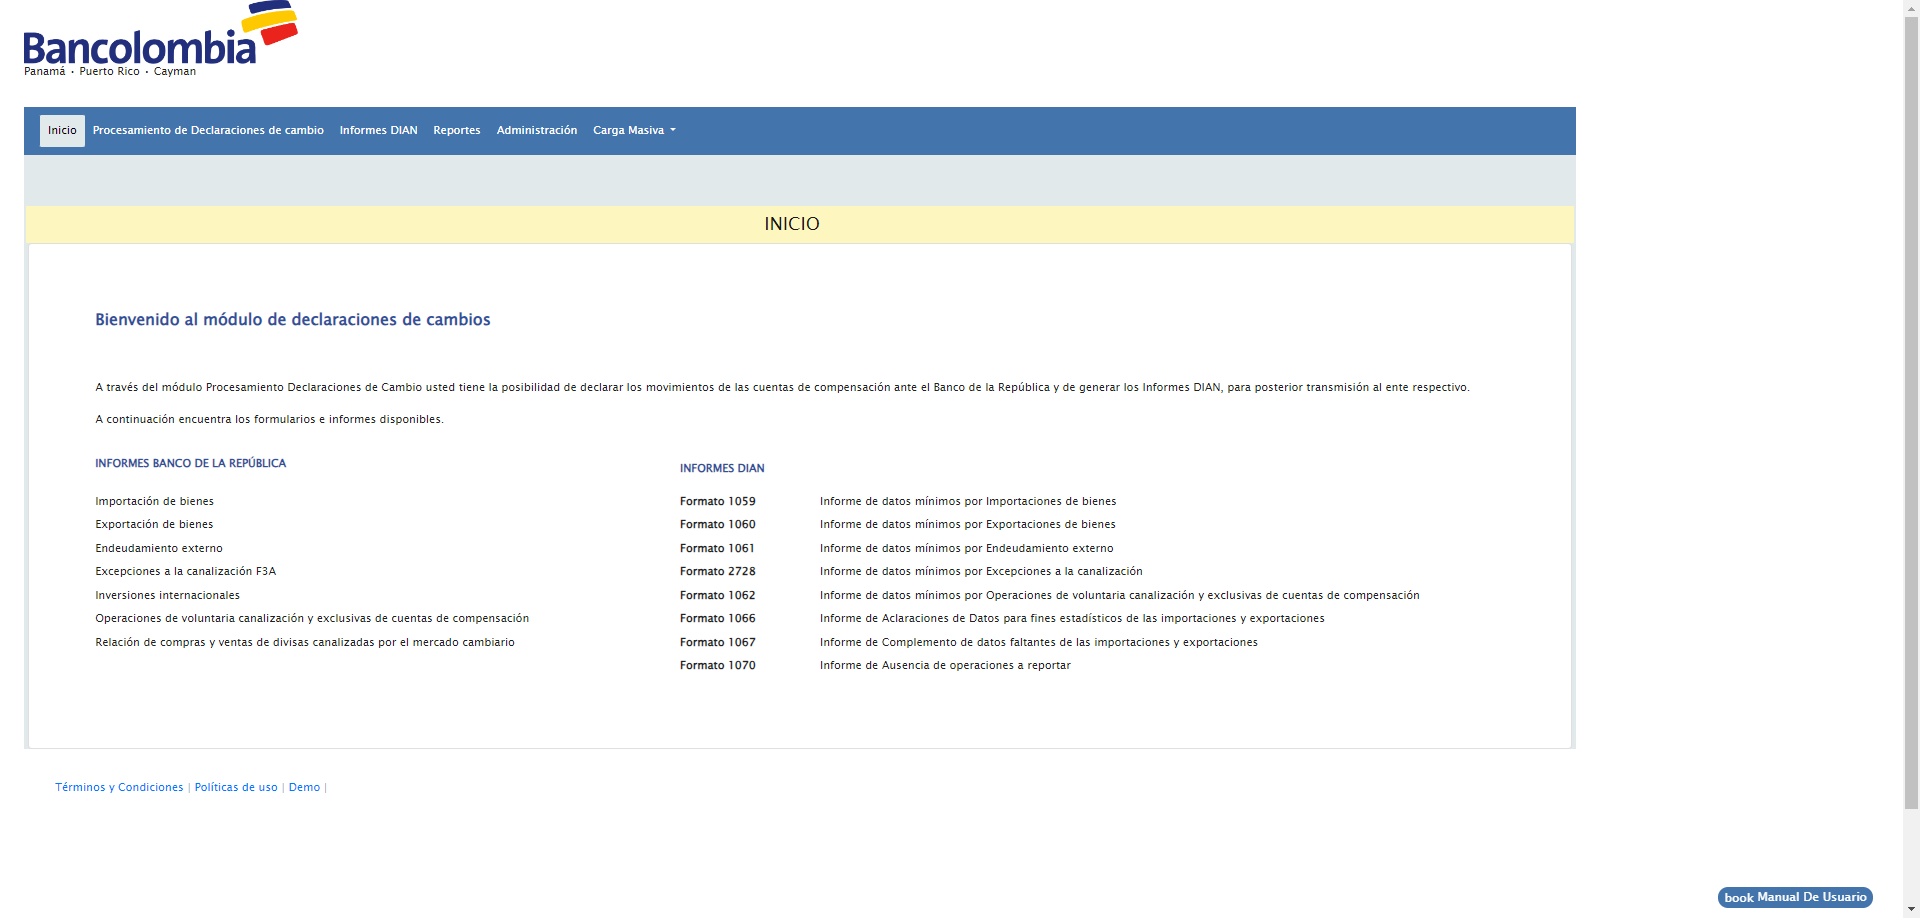 Bancolombia
Panamá • Puerto Rico • Cayman
Inicio Procesamiento de Declaraciones de cambio Informes DIAN Reportes Administración Carga Masiva
INICIO
Bienvenido al módulo de declaraciones de cambios
A través del módulo Procesamiento Declaraciones de Cambio usted tiene la posibilidad de declarar los movimientos de las cuentas de compensación ante el Banco de la República y de generar los Informes DIAN, para posterior transmisión al ente respectivo.
A continuación encuentra los formularios e informes disponibles.
INFORMES BANCO DE LA REPÚBLICA
Importación de bienes
Exportación de bienes
Endeudamiento externo
Excepciones a la canalización F3A
Inversiones internacionales
Operaciones de voluntaria canalización y exclusivas de cuentas de compensación
Relación de compras y ventas de divisas canalizadas por el mercado cambiario
INFORMES DIAN
Formato 1059 Informe de datos mínimos por Importaciones de bienes
Formato 1060 Informe de datos mínimos por Exportaciones de bienes
Formato 1061 Informe de datos mínimos por Endeudamiento externo
Formato 2728 Informe de datos mínimos por Excepciones a la canalización
Formato 1062 Informe de datos mínimos por Operaciones de voluntaria canalización y exclusivas de cuentas de compensación
Formato 1066 Informe de Aclaraciones de Datos para fines estadísticos de las importaciones y exportaciones
Formato 1067 Informe de Complemento de datos faltantes de las importaciones y exportaciones
Formato 1070 Informe de Ausencia de operaciones a reportar
Términos y Condiciones | Políticas de uso | Demo |
book Manual De Usuario